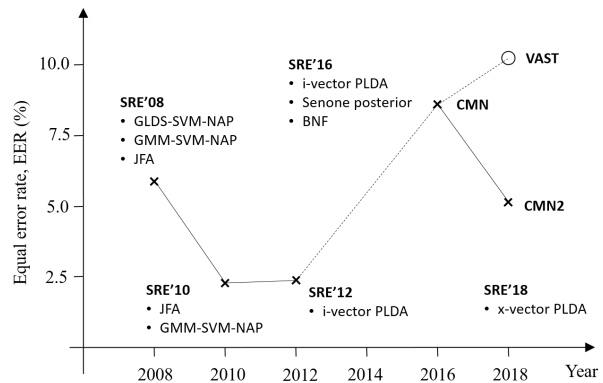 Equal error rate, EER (%)
10.0
7.5
5.0
2.5
SRE'08
• GLDS-SVM-NAP
• GMM-SVM-NAP
• JFA
SRE'16
• i-vector PLDA
• Senone posterior
• BNF
VAST
CMN
CMN2
SRE'10
• JFA
• GMM-SVM-NAP
SRE'12
• i-vector PLDA
SRE'18
• x-vector PLDA
2008 2010 2012 2014 2016 2018 Year